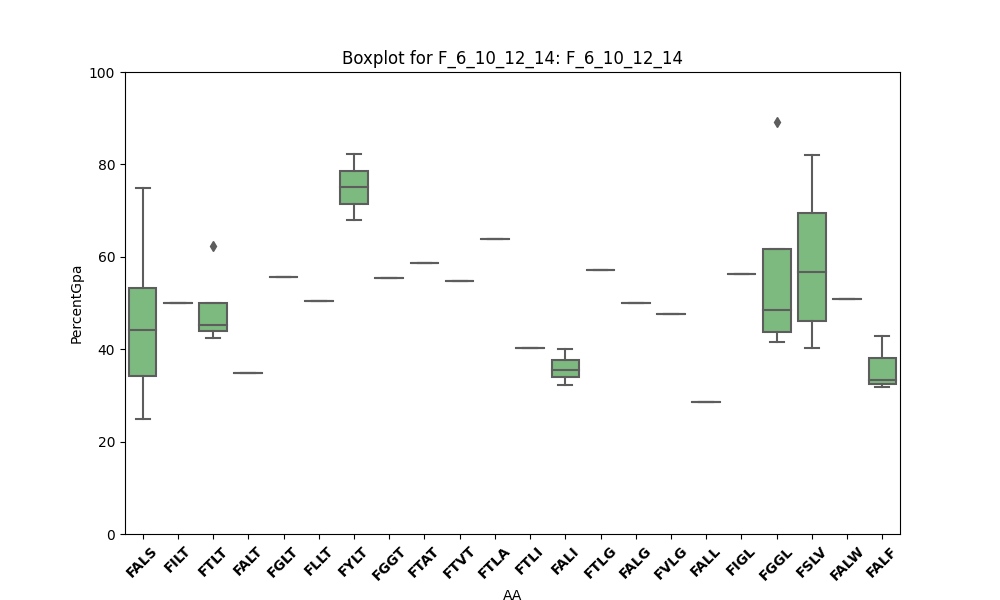 Boxplot for F_6_10_12_14: F_6_10_12_14
100
80
60
40
20
0
PercentGpa
FALS FILT FTLT FALT FGLT FLLT FYLT FGGT FTAT FTVT FTLA FTLI FALI FTLG FALG FVLG FALL FIGL FGGL FSLV FALW FALF
AA